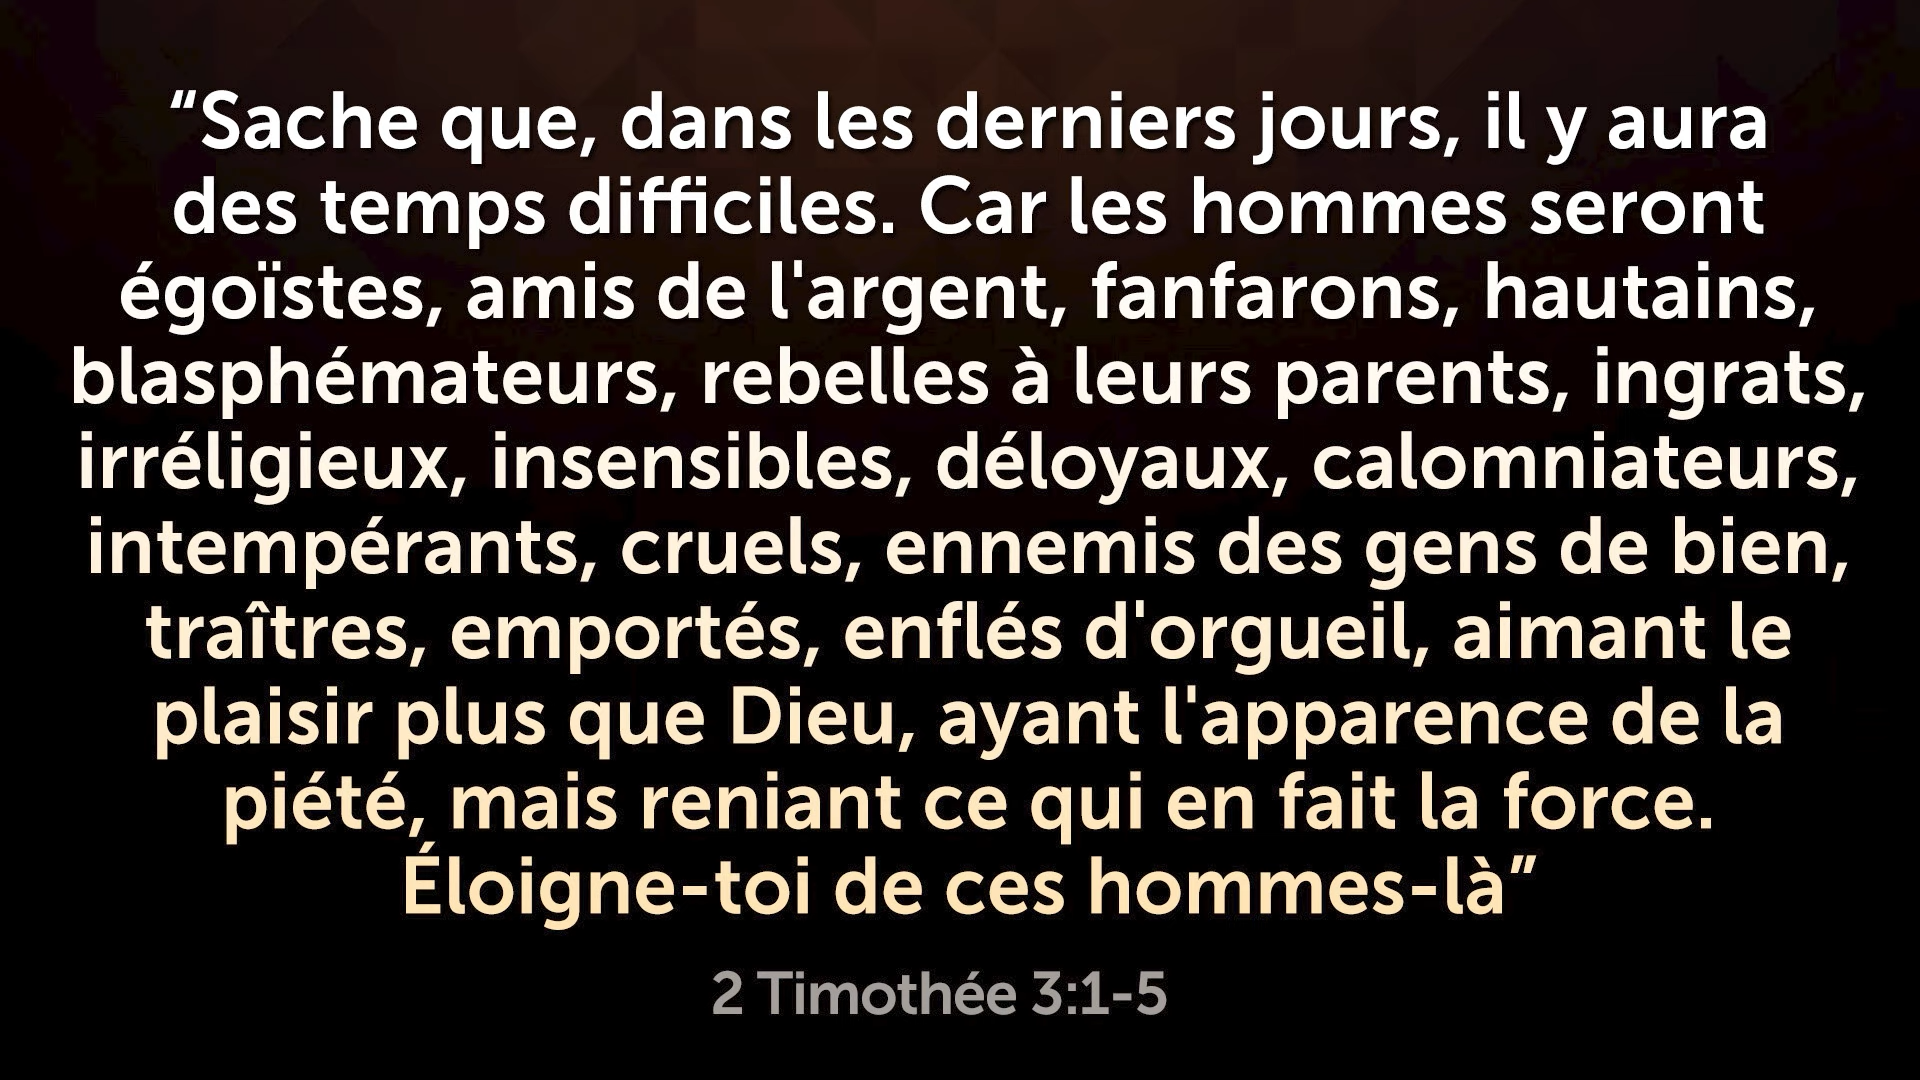 “Sache que, dans les derniers jours, il y aura
des temps difficiles. Car les hommes seront
égoïstes, amis de l'argent, fanfarons, hautains,
blasphémateurs, rebelles à leurs parents, ingrats,
irréligieux, insensibles, déloyaux, calomniateurs,
intempérants, cruels, ennemis des gens de bien,
traîtres, emportés, enflés d'orgueil, aimant le
plaisir plus que Dieu, ayant l'apparence de la
piété, mais reniant ce qui en fait la force.
Éloigne-toi de ces hommes-là”
2 Timothée 3:1-5